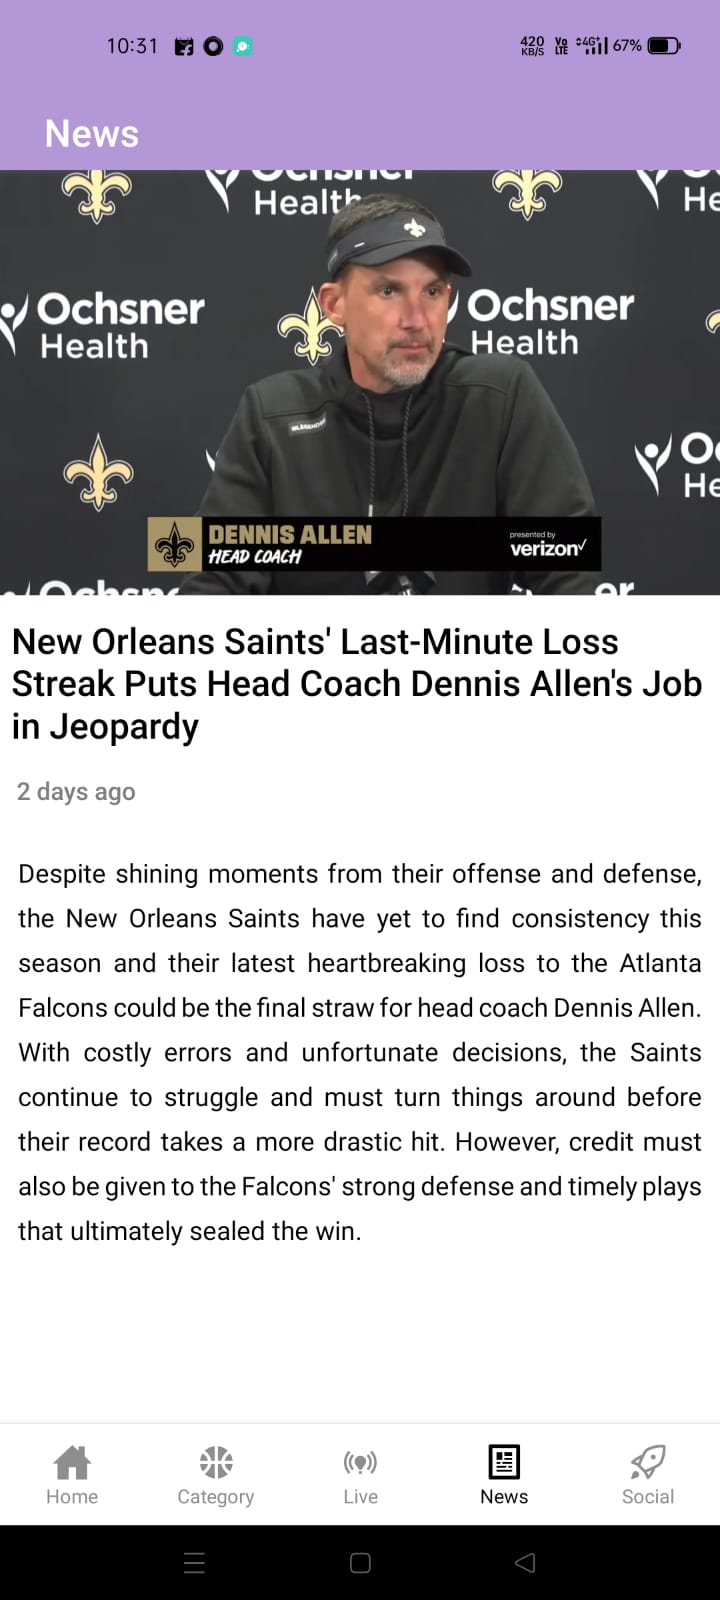 10:31
420 KB/S Vo LTE 4G+ 67%
News
Health
He
Ochsner
Health
Ochsner
Health
O
He
DENNIS ALLEN
HEAD COACH
presented by
verizon
New Orleans Saints' Last-Minute Loss
Streak Puts Head Coach Dennis Allen's Job
in Jeopardy
2 days ago
Despite shining moments from their offense and defense,
the New Orleans Saints have yet to find consistency this
season and their latest heartbreaking loss to the Atlanta
Falcons could be the final straw for head coach Dennis Allen.
With costly errors and unfortunate decisions, the Saints
continue to struggle and must turn things around before
their record takes a more drastic hit. However, credit must
also be given to the Falcons' strong defense and timely plays
that ultimately sealed the win.
Home
Category
Live
News
Social